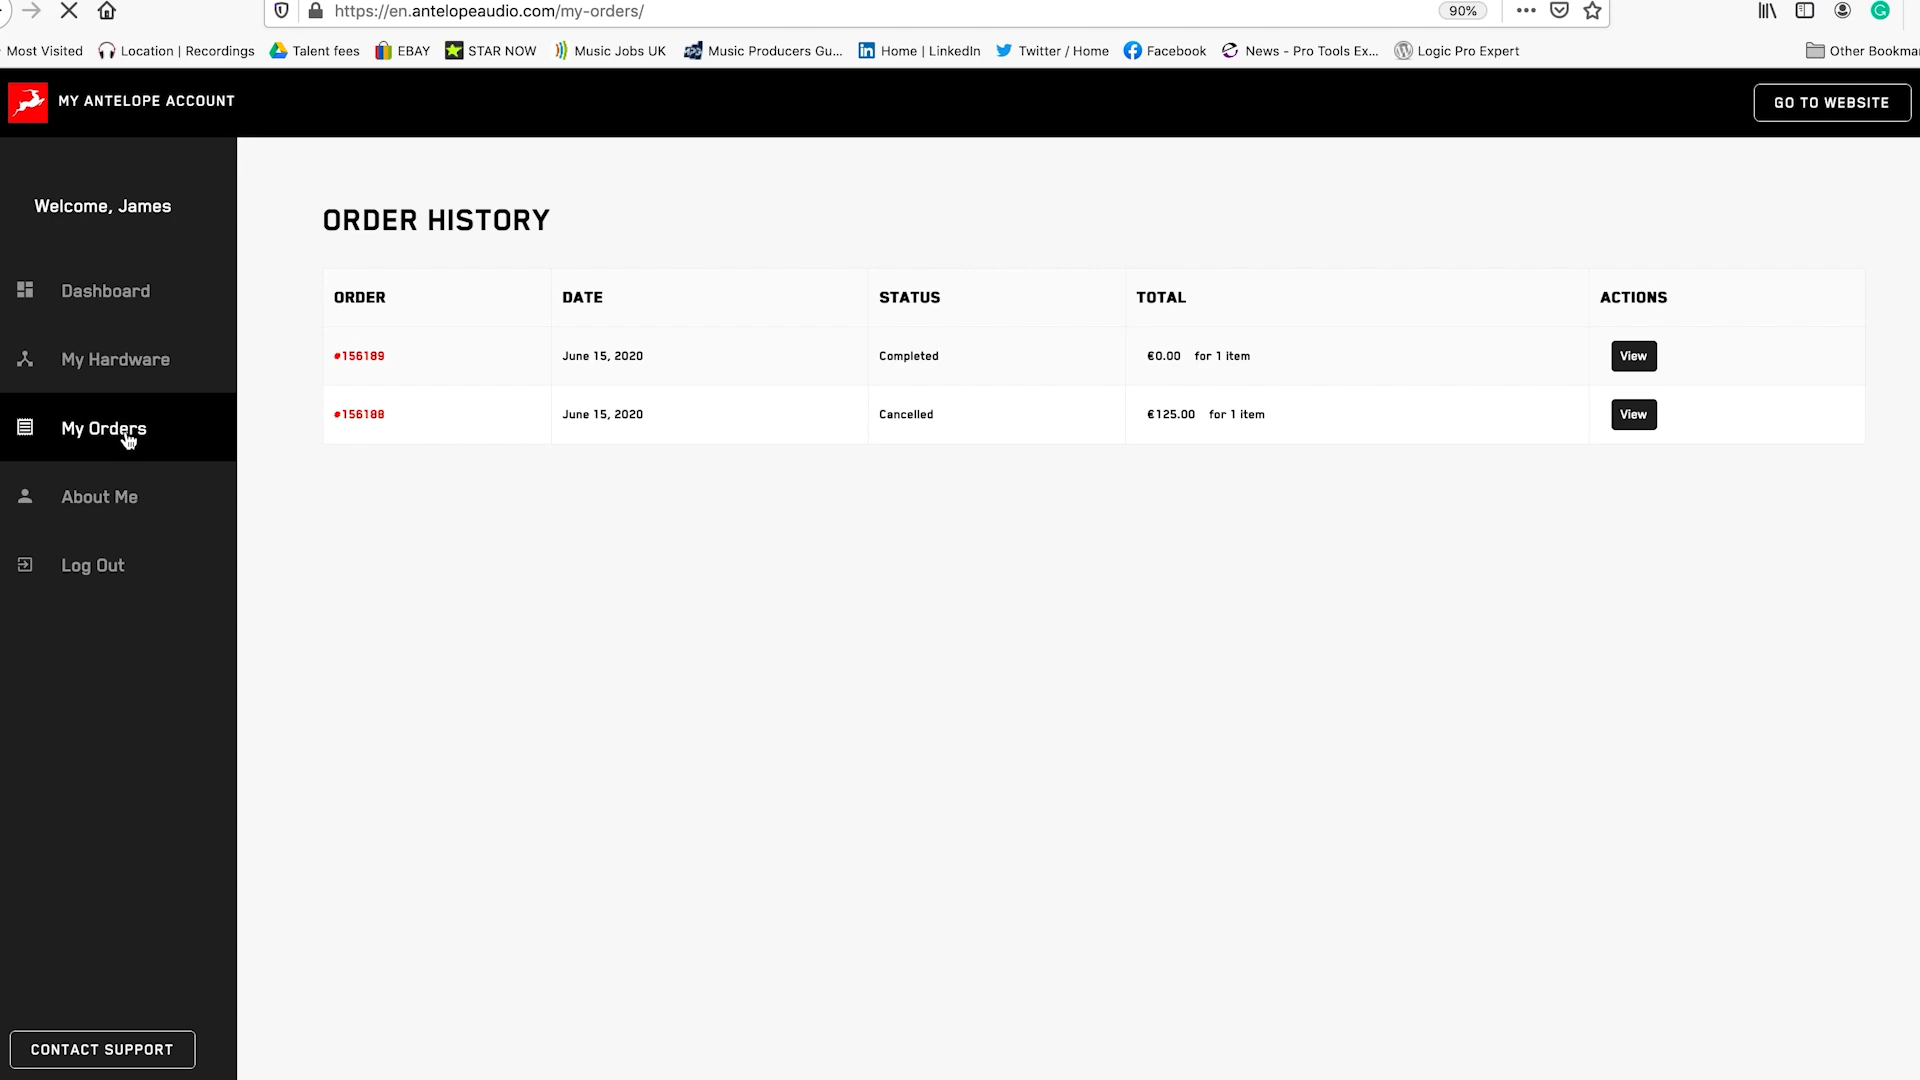 https://en.antelopeaudio.com/my-orders/
90%
Most Visited
Location | Recordings
Talent fees
EBAY
STAR NOW
Music Jobs UK
Music Producers Gu...
Home | LinkedIn
Twitter / Home
Facebook
News - Pro Tools Ex...
Logic Pro Expert
Other Bookma
MY ANTELOPE ACCOUNT
GO TO WEBSITE
Welcome, James
Dashboard
My Hardware
My Orders
About Me
Log Out
CONTACT SUPPORT
ORDER HISTORY
ORDER DATE STATUS TOTAL ACTIONS
#156189 June 15, 2020 Completed €0.00 for 1 item View
#156188 June 15, 2020 Cancelled €125.00 for 1 item View